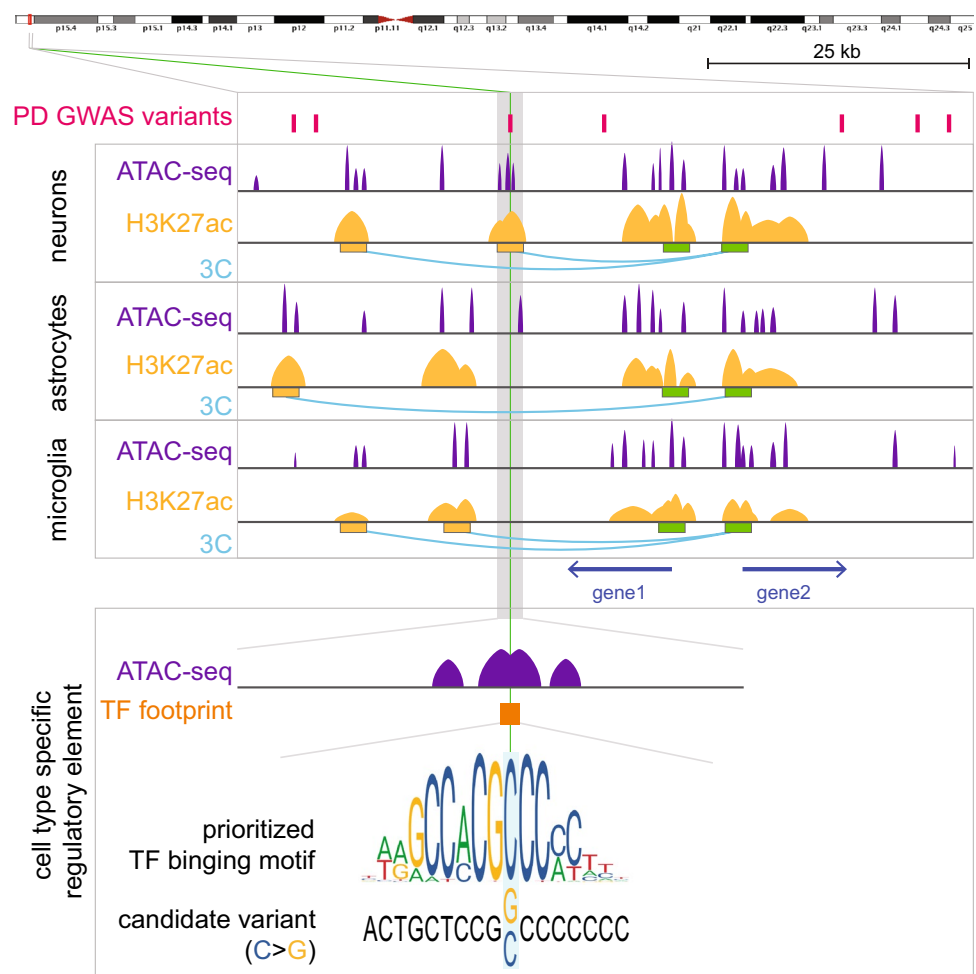 p15.4 p15.3 p15.1 p14.3 p14.1 p13 p12 p11.2 p11.11 q12.1 q12.3 q13.2 q13.4 q14.1 q14.2 q21 q22.1 q22.3 q23.1 q23.3 q24.1 q24.3 q25
25 kb
PD GWAS variants
neurons
ATAC-seq
H3K27ac
3C
astrocytes
ATAC-seq
H3K27ac
3C
microglia
ATAC-seq
H3K27ac
3C
gene1
gene2
cell type specific
regulatory element
ATAC-seq
TF footprint
prioritized
TF binging motif
candidate variant
(C>G)
G
ACTGCTCCG CCCCCCC
C